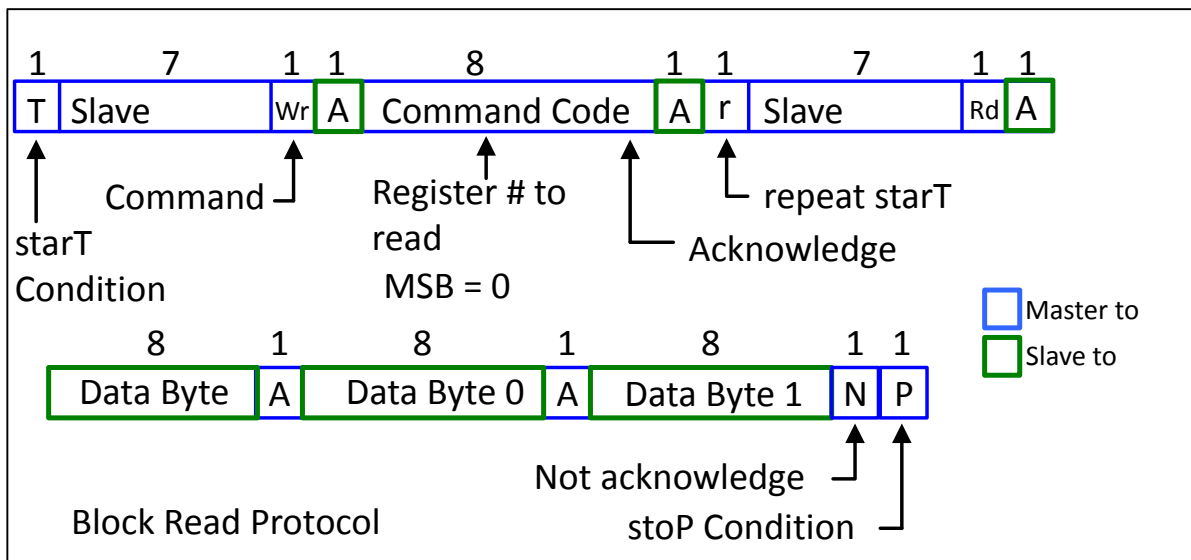 1 7 1 1 8 1 1 7 1 1
T Slave Wr A Command Code A r Slave Rd A
Command
Register # to
read
MSB = 0
repeat starT
Acknowledge
starT
Condition
Master to
Slave to
8 1 8 1 8 1 1
Data Byte A Data Byte 0 A Data Byte 1 N P
Not acknowledge
stoP Condition
Block Read Protocol